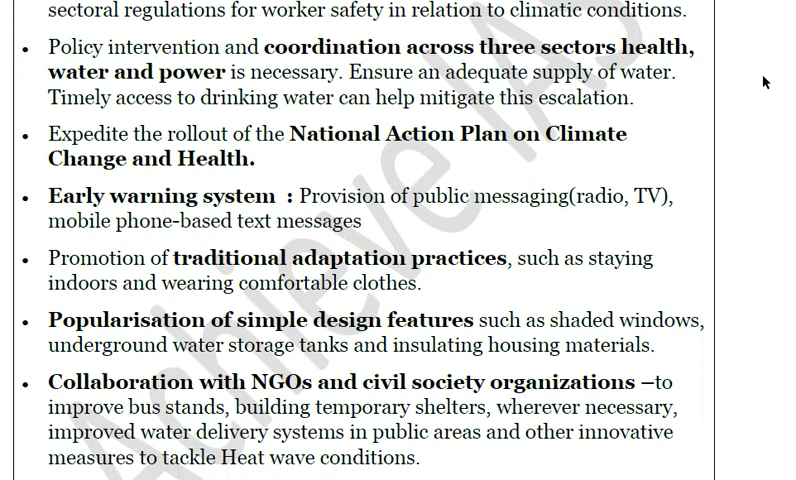 sectoral regulations for worker safety in relation to climatic conditions.
• Policy intervention and coordination across three sectors health,
water and power is necessary. Ensure an adequate supply of water.
Timely access to drinking water can help mitigate this escalation.
• Expedite the rollout of the National Action Plan on Climate
Change and Health.
• Early warning system : Provision of public messaging(radio, TV),
mobile phone-based text messages
• Promotion of traditional adaptation practices, such as staying
indoors and wearing comfortable clothes.
• Popularisation of simple design features such as shaded windows,
underground water storage tanks and insulating housing materials.
• Collaboration with NGOs and civil society organizations –to
improve bus stands, building temporary shelters, wherever necessary,
improved water delivery systems in public areas and other innovative
measures to tackle Heat wave conditions.
Achieve IAS